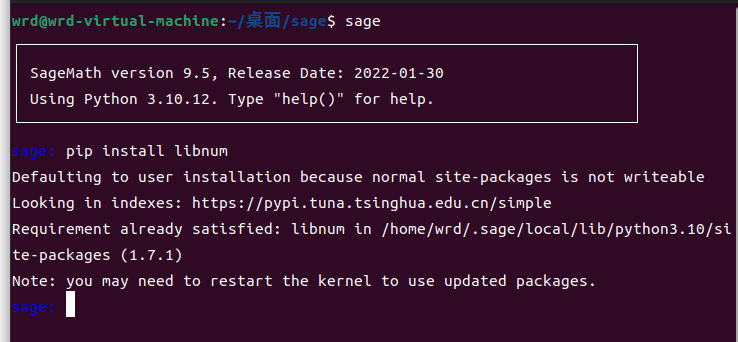 wrd@wrd-virtual-machine:~/桌面/sage$ sage
SageMath version 9.5, Release Date: 2022-01-30
Using Python 3.10.12. Type "help()" for help.
sage: pip install libnum
Defaulting to user installation because normal site-packages is not writeable
Looking in indexes: https://pypi.tuna.tsinghua.edu.cn/simple
Requirement already satisfied: libnum in /home/wrd/.sage/local/lib/python3.10/si
te-packages (1.7.1)
Note: you may need to restart the kernel to use updated packages.
sage: